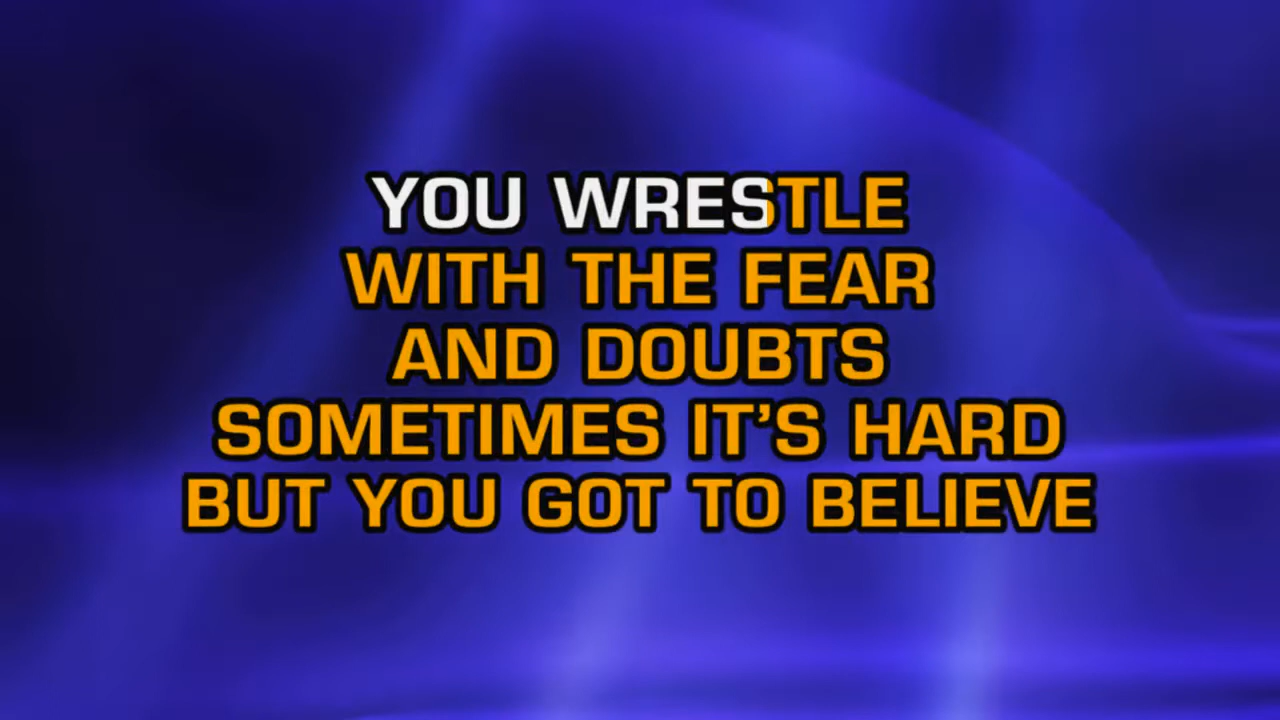 YOU WRESTLE
WITH THE FEAR
AND DOUBTS
SOMETIMES IT'S HARD
BUT YOU GOT TO BELIEVE